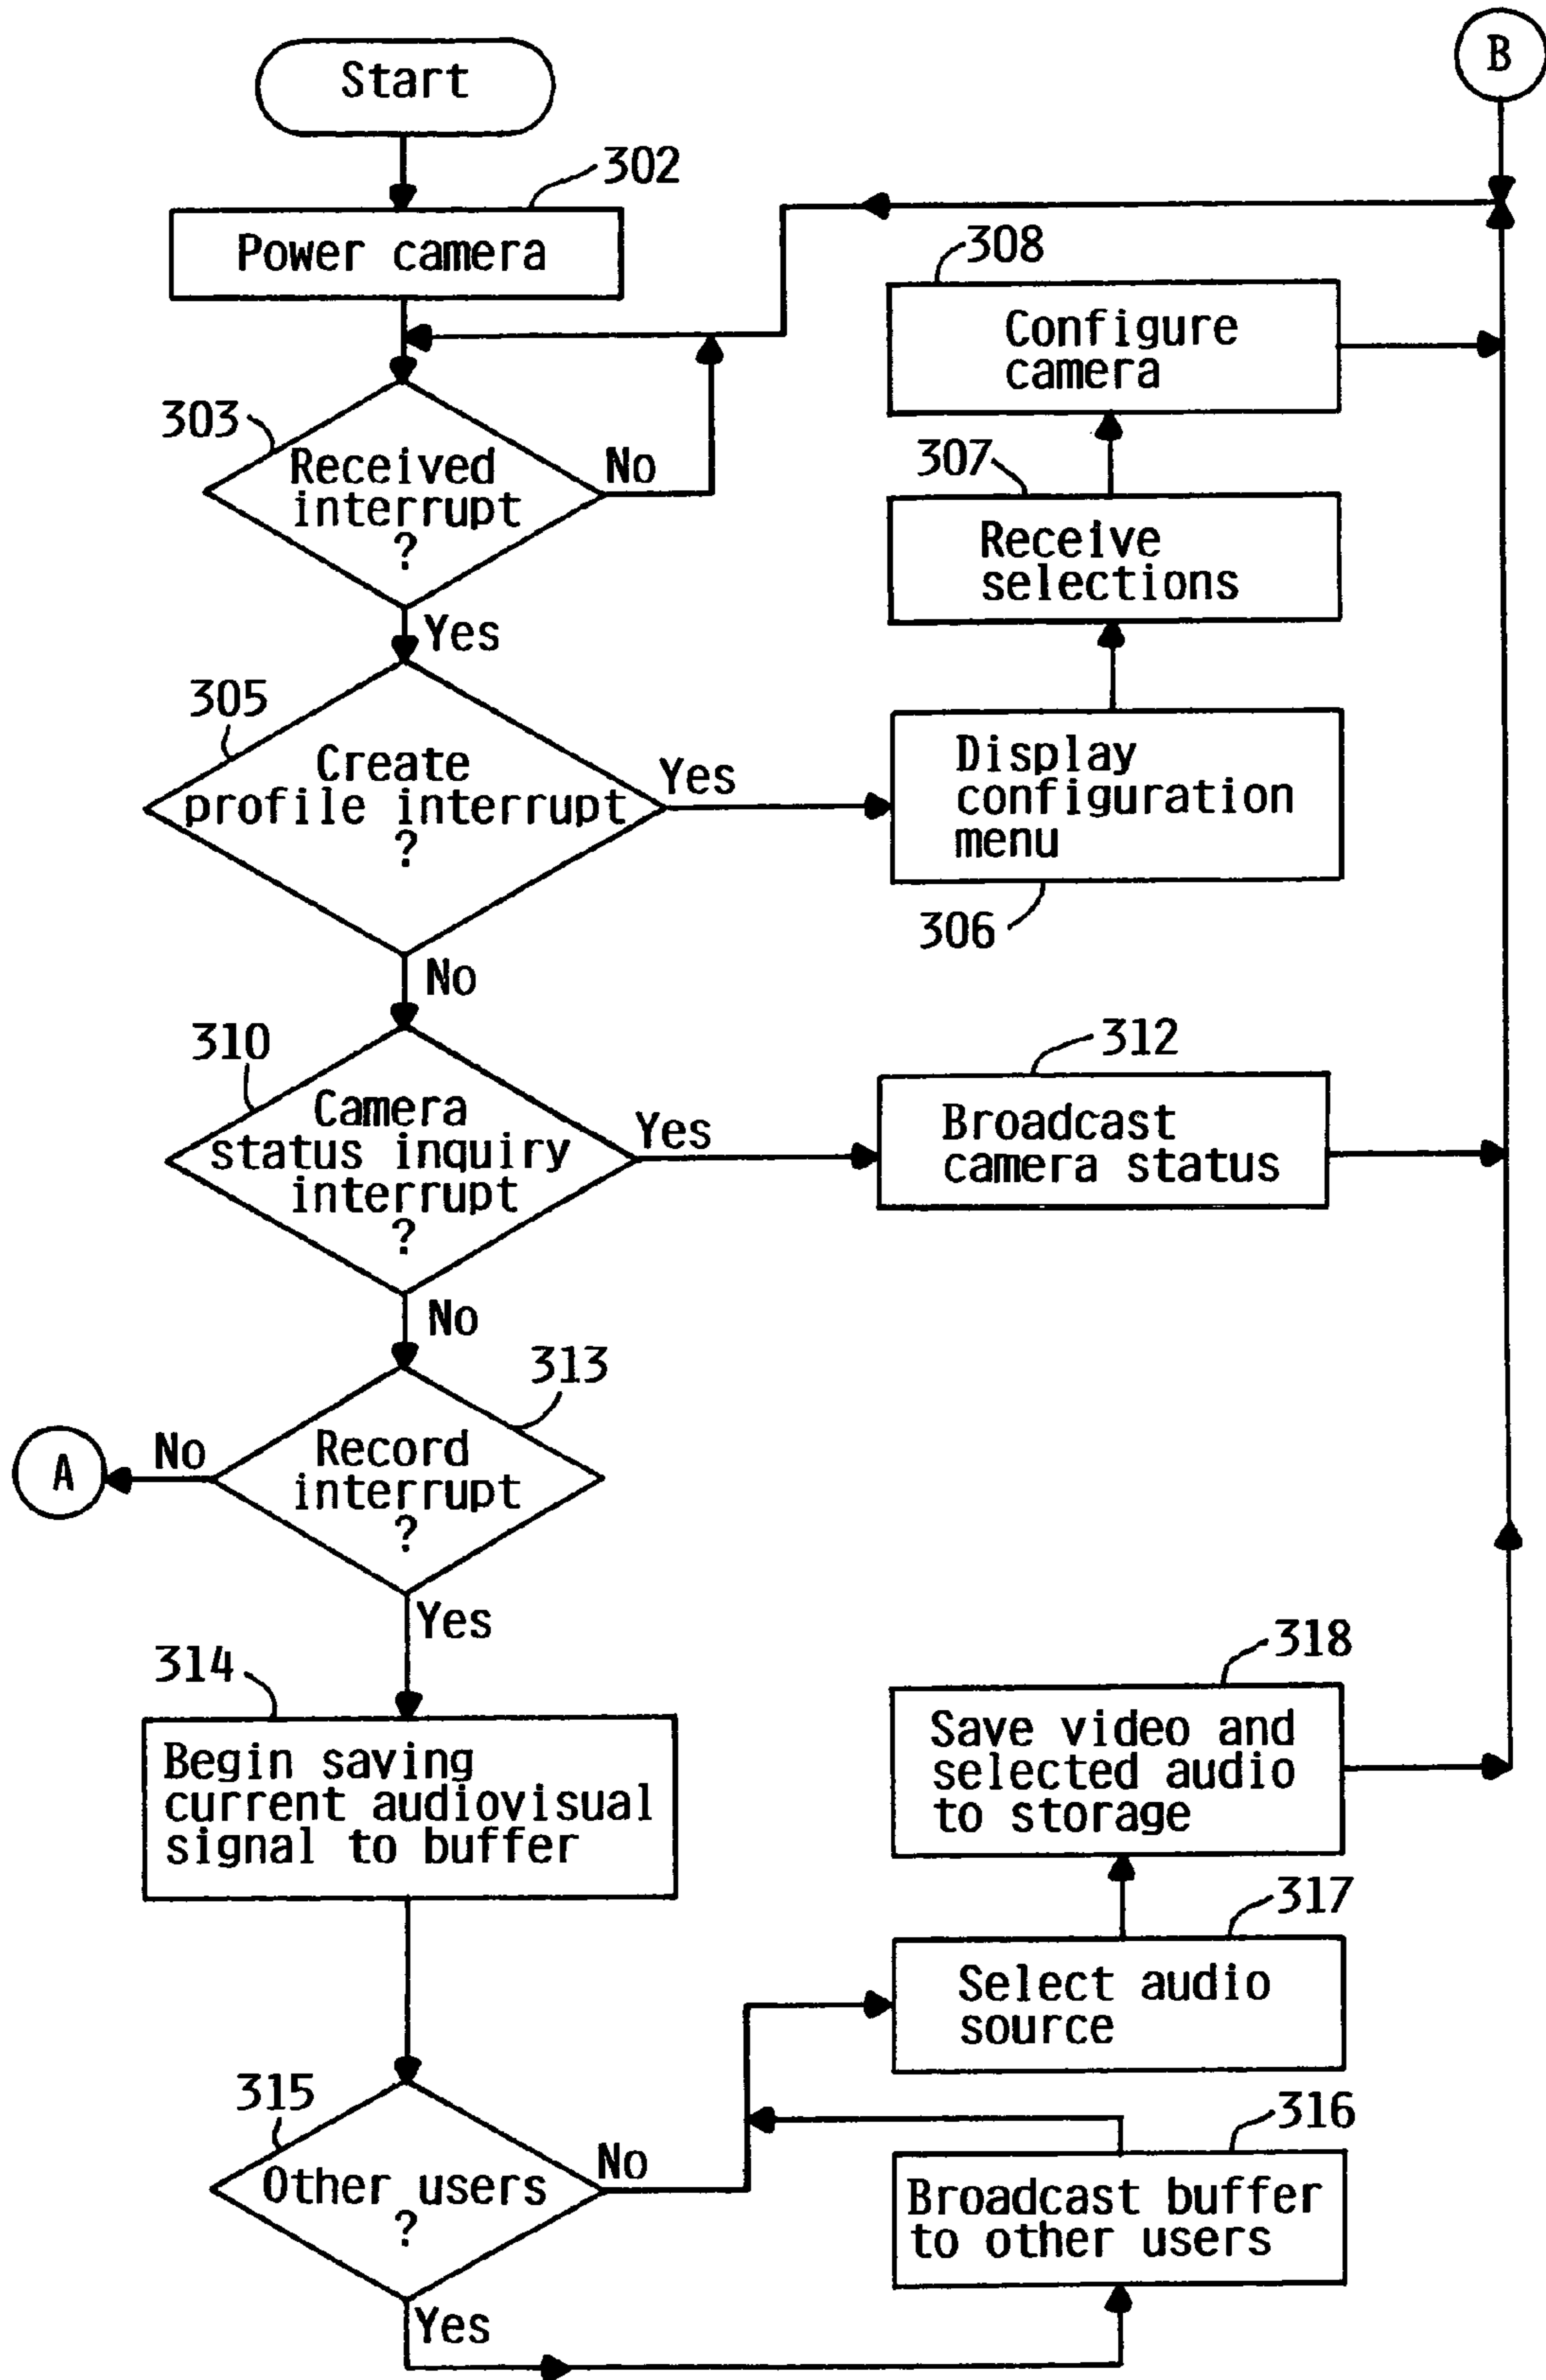 Start
B
302
Power camera
308
Configure
camera
303
Received
interrupt
?
No
307
Receive
selections
Yes
305
Create
profile interrupt
?
Yes
Display
configuration
menu
306
No
310
Camera
status inquiry
interrupt
?
Yes
312
Broadcast
camera status
No
313
Record
interrupt
?
No
A
Yes
314
Begin saving
current audiovisual
signal to buffer
318
Save video and
selected audio
to storage
317
Select audio
source
315
Other users
?
No
316
Broadcast buffer
to other users
Yes